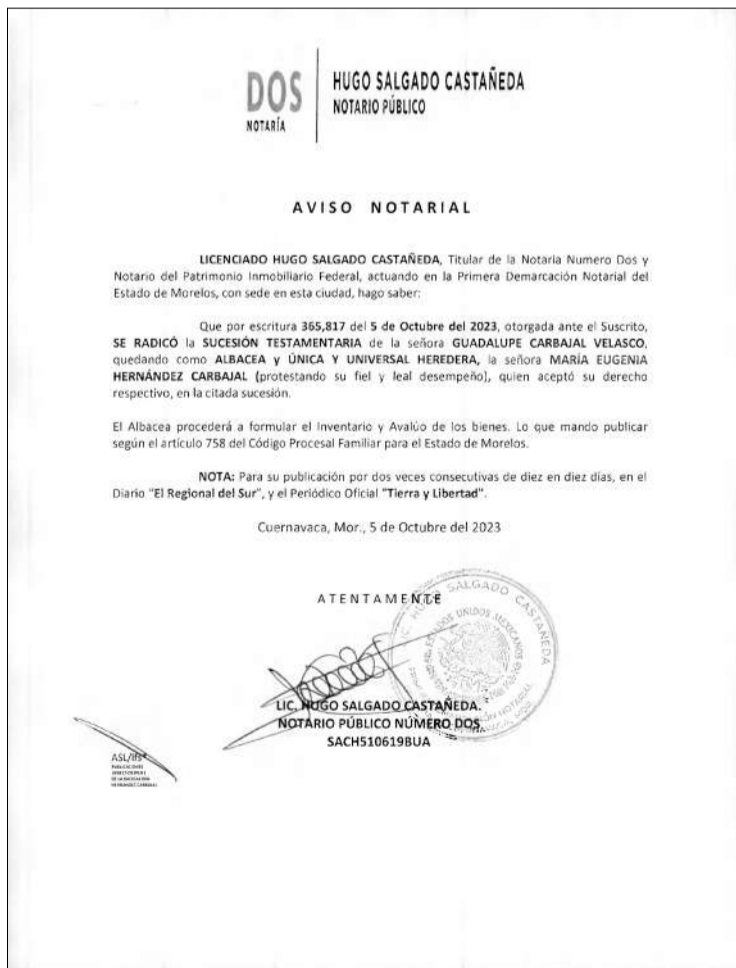 DOS
NOTARÍA
HUGO SALGADO CASTAÑEDA
NOTARIO PÚBLICO
AVISO NOTARIAL
LICENCIADO HUGO SALGADO CASTAÑEDA, Titular de la Notaria Numero Dos y
Notario del Patrimonio Inmobiliario Federal, actuando en la Primera Demarcación Notarial del
Estado de Morelos, con sede en esta ciudad, hago saber:
Que por escritura 365,817 del 5 de Octubre del 2023, otorgada ante el Suscrito,
SE RADICÓ la SUCESIÓN TESTAMENTARIA de la señora GUADALUPE CARBAJAL VELASCO,
quedando como ALBACEA y ÚNICA Y UNIVERSAL HEREDERA, la señora MARÍA EUGENIA
HERNÁNDEZ CARBAJAL (protestando su fiel y leal desempeño), quien aceptó su derecho
respectivo, en la citada sucesión.
El Albacea procederá a formular el Inventario y Avalúo de los bienes. Lo que mando publicar
según el artículo 758 del Código Procesal Familiar para el Estado de Morelos.
NOTA: Para su publicación por dos veces consecutivas de diez en diez días, en el
Diario "El Regional del Sur", y el Periódico Oficial "Tierra y Libertad".
Cuernavaca, Mor., 5 de Octubre del 2023
ATENTAMENTE
LIC. HUGO SALGADO CASTAÑEDA
ESTADOS UNIDOS MEXICANOS
LIC. HUGO SALGADO CASTAÑEDA.
NOTARIO PÚBLICO NÚMERO DOS
SACH510619BUA
ASL/lfs*